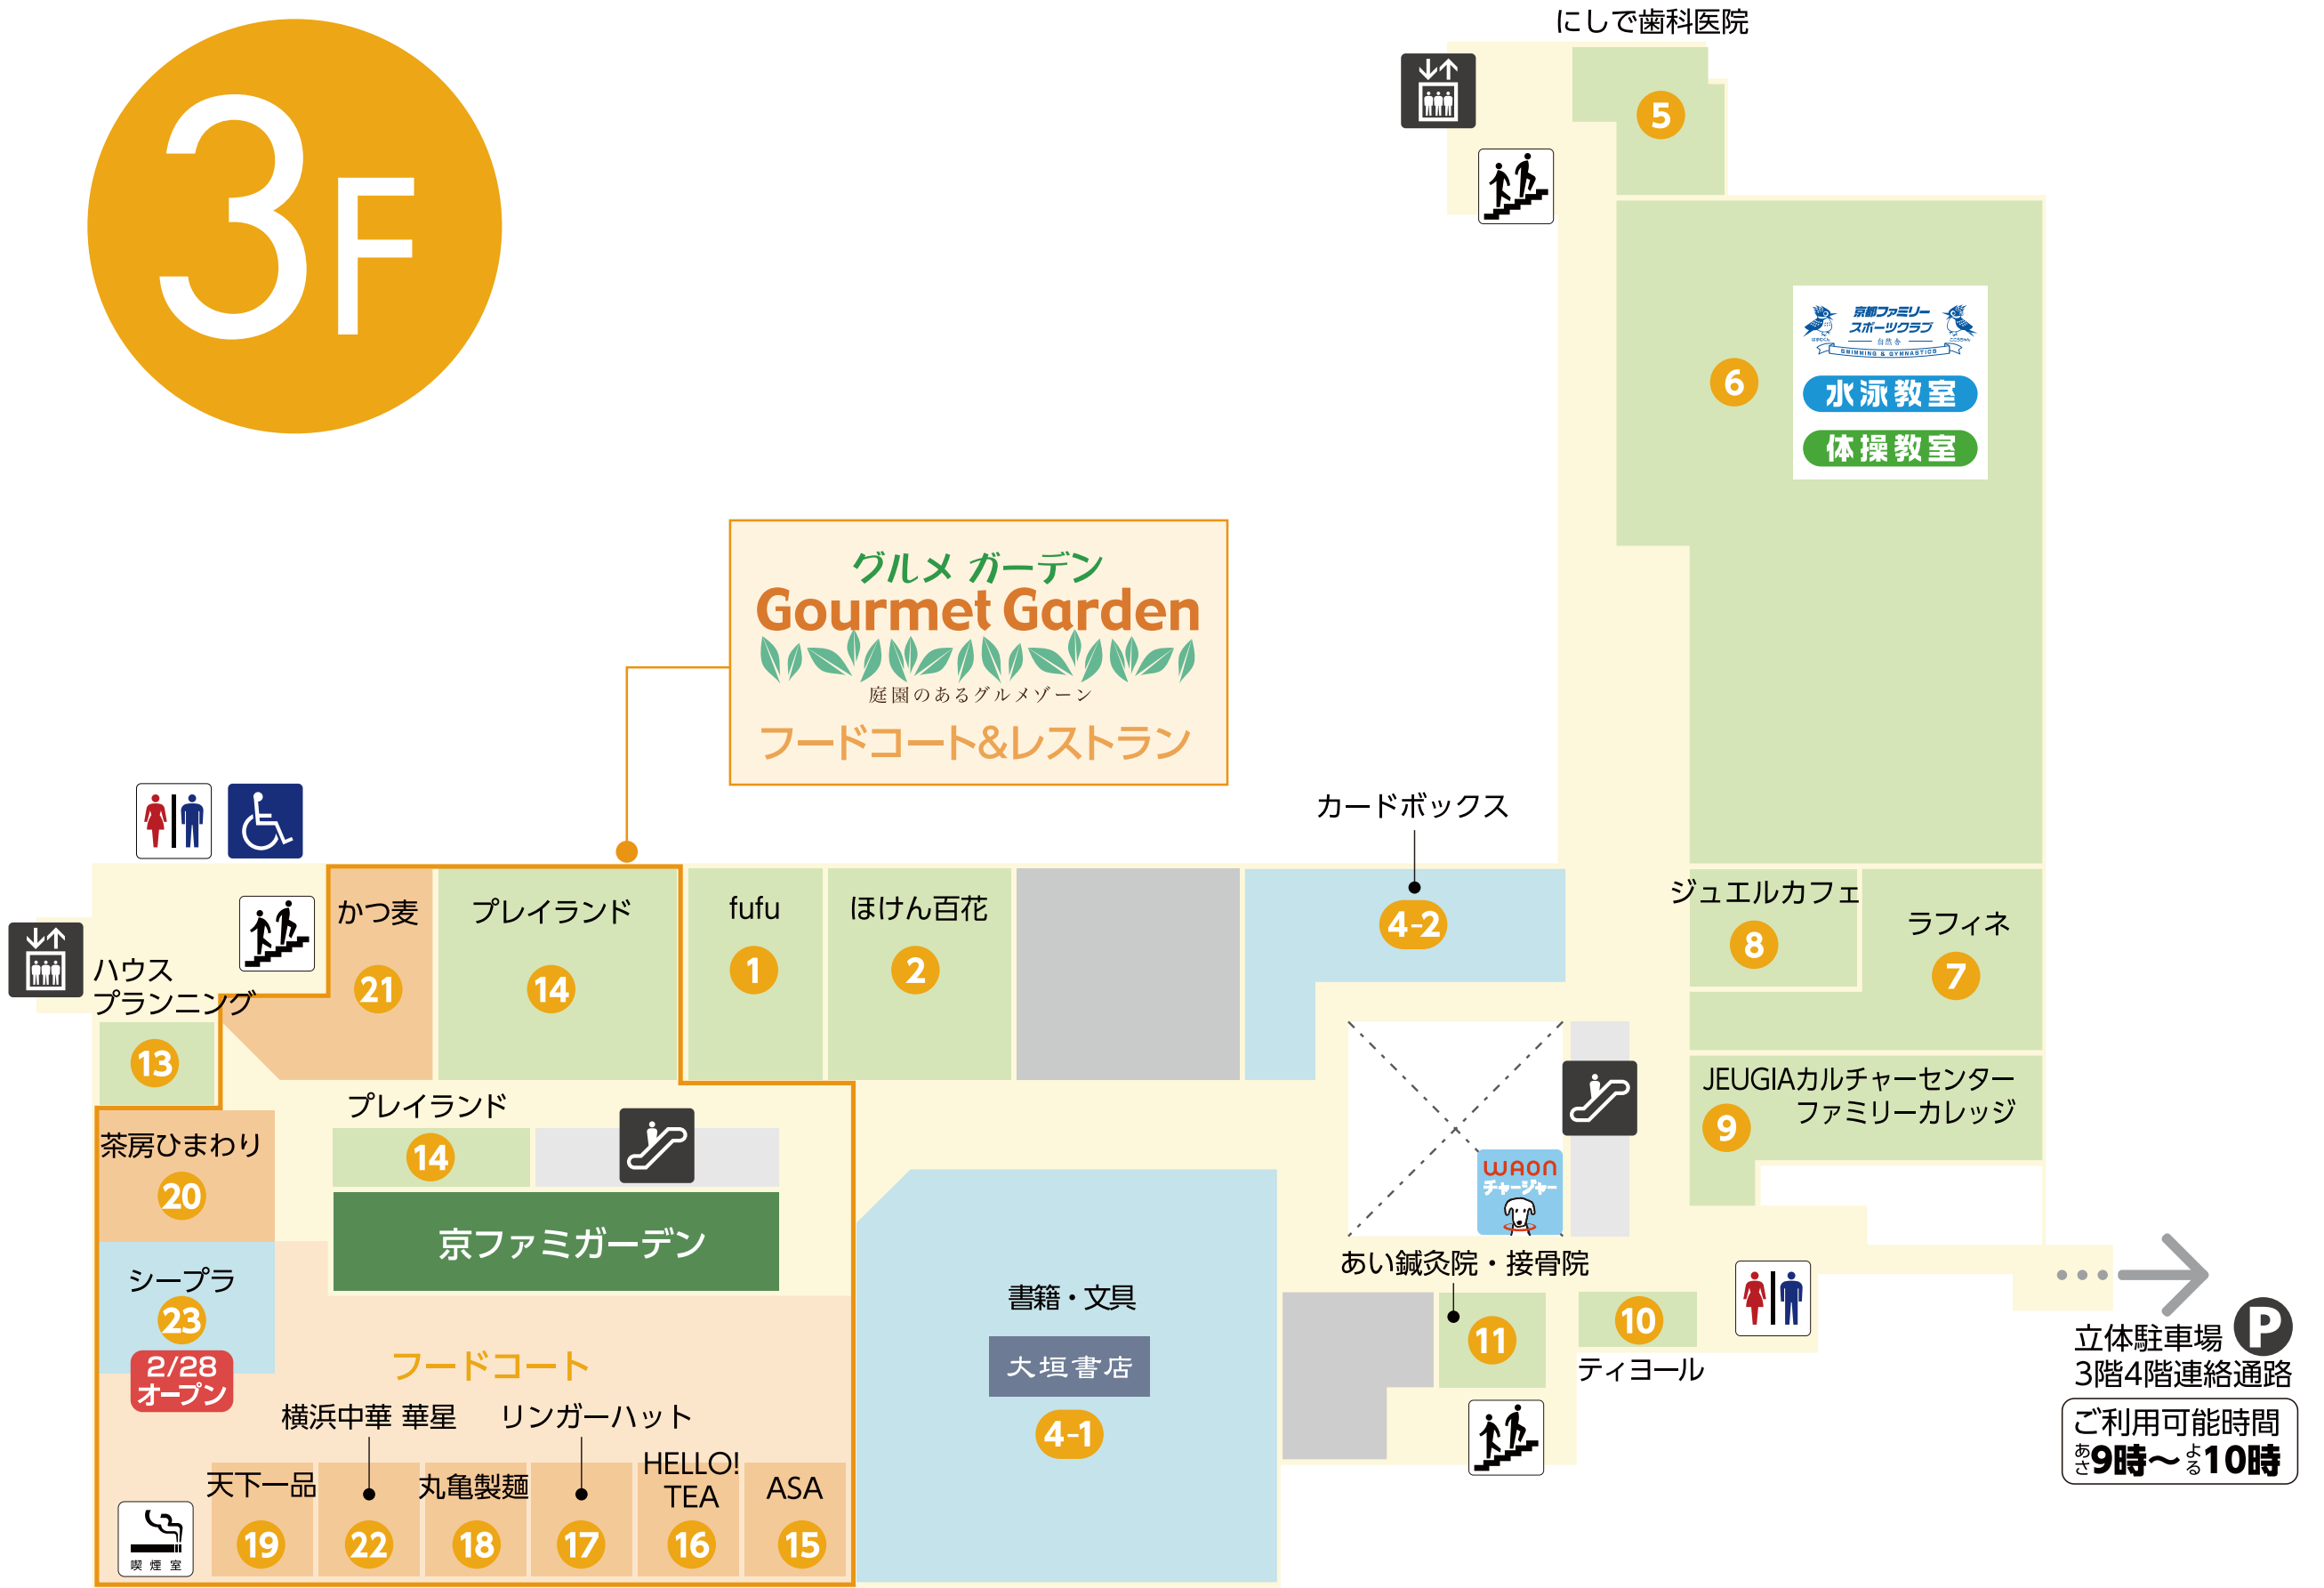 3F
にしで歯科医院
5
京都ファミリー
スポーツクラブ
自然舎
SWIMMING & GYMNASTICS
6
水泳教室
体操教室
グルメ ガーデン
Gourmet Garden
庭園のあるグルメゾーン
フードコート&レストラン
カードボックス
4-2
かつ麦
21
プレイランド
14
fufu
1
ほけん百花
2
ジュエルカフェ
8
ラフィネ
7
ハウス
プランニング
13
JEUGIAカルチャーセンター
ファミリーカレッジ
9
プレイランド
14
茶房ひまわり
20
京ファミガーデン
WAON
チャージャー
シープラ
23
2/28
オープン
あい鍼灸院・接骨院
11
10
ティヨール
書籍・文具
大垣書店
4-1
P
立体駐車場
3階4階連絡通路
ご利用可能時間
あさ9時〜よる10時
フードコート
横浜中華 華星
リンガーハット
天下一品
丸亀製麺
HELLO!
TEA
ASA
19
22
18
17
16
15
喫煙室